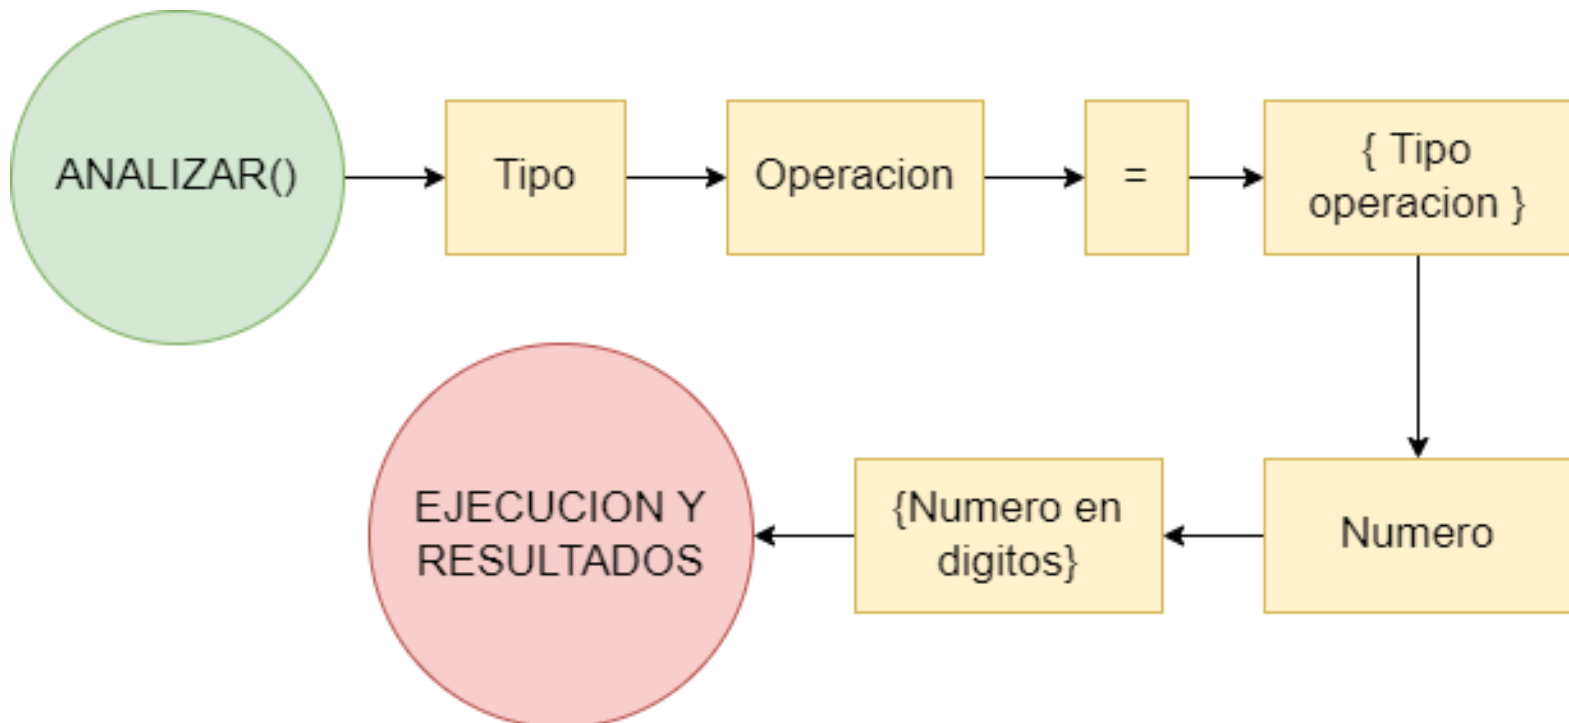 ANALIZAR()
Tipo
Operacion
=
{ Tipo
operacion }
Numero
{Numero en
digitos}
EJECUCION Y
RESULTADOS